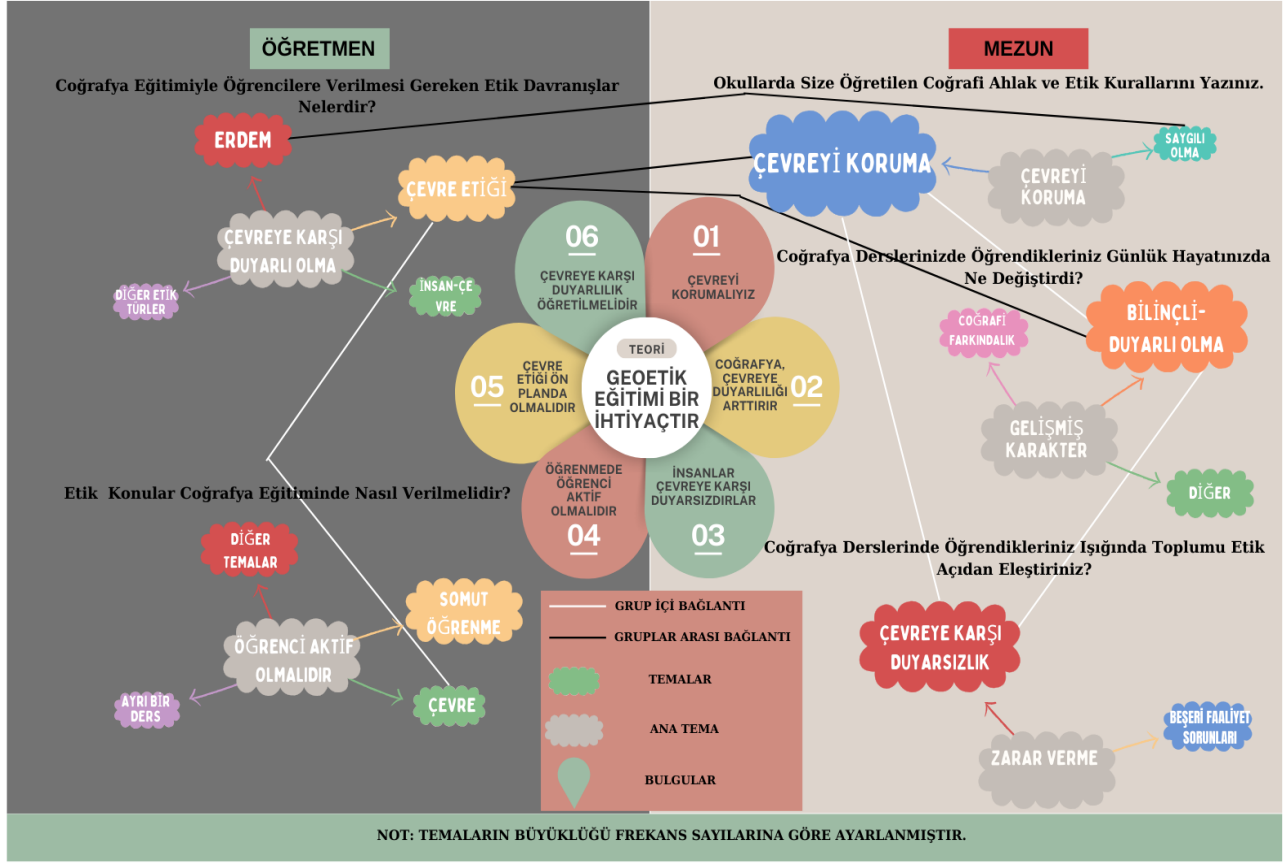 ÖĞRETMEN
Coğrafya Eğitimiyle Öğrencilere Verilmesi Gereken Etik Davranışlar
Nelerdir?
ERDEM
ÇEVRE ETİĞİ
ÇEVREYE KARŞI
DUYARLI OLMA
DİĞER ETİK
TÜRLER
İNSAN-ÇE
VRE
Etik Konular Coğrafya Eğitiminde Nasıl Verilmelidir?
DİĞER
TEMALAR
SOMUT
ÖĞRENME
ÖĞRENCİ AKTİF
OLMALIDIR
AYRI BİR
DERS
ÇEVRE
06
ÇEVREYE KARŞI
DUYARLILIK
ÖĞRETİLMELİDİR
01
ÇEVREYİ
KORUMALIYIZ
05
ÇEVRE
ETİĞİ ÖN
PLANDA
OLMALIDIR
TEORİ
GEOETİK
EĞİTİMİ BİR
İHTİYAÇTIR
COĞRAFYA,
ÇEVREYE
DUYARLILIĞI
ARTTIRIR
02
ÖĞRENMEDE
ÖĞRENCİ
AKTİF
OLMALIDIR
04
İNSANLAR
ÇEVREYE KARŞI
DUYARSIZDIRLAR
03
MEZUN
Okullarda Size Öğretilen Coğrafi Ahlak ve Etik Kurallarını Yazınız.
ÇEVREYİ KORUMA
SAYGILI
OLMA
ÇEVREYİ
KORUMA
Coğrafya Derslerinizde Öğrendikleriniz Günlük Hayatınızda
Ne Değiştirdi?
COĞRAFİ
FARKINDALIK
BİLİNÇLİ-
DUYARLI OLMA
GELİŞMİŞ
KARAKTER
DİĞER
Coğrafya Derslerinde Öğrendikleriniz Işığında Toplumu Etik
Açıdan Eleştiriniz?
ÇEVREYE KARŞI
DUYARSIZLIK
BEŞERİ FAALİYET
SORUNLARI
ZARAR VERME
GRUP İÇİ BAĞLANTI
GRUPLAR ARASI BAĞLANTI
TEMALAR
ANA TEMA
BULGULAR
NOT: TEMALARIN BÜYÜKLÜĞÜ FREKANS SAYILARINA GÖRE AYARLANMIŞTIR.